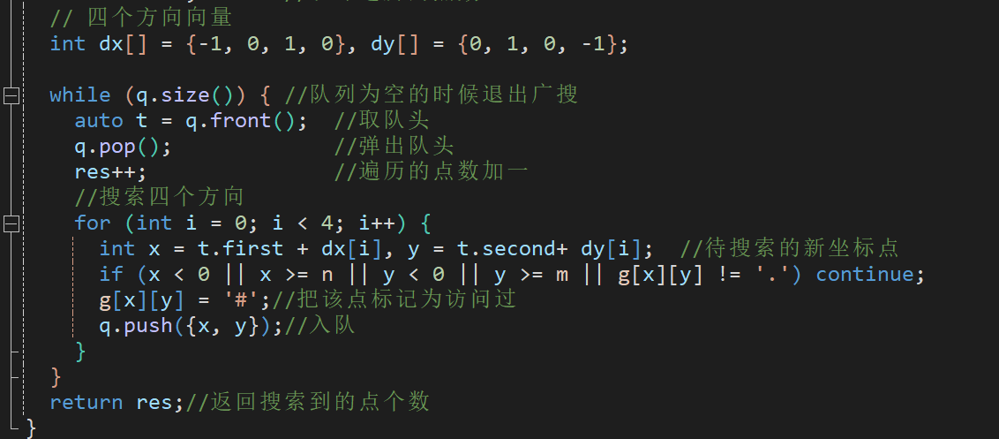 // 四个方向向量
int dx[] = {-1, 0, 1, 0}, dy[] = {0, 1, 0, -1};
while (q.size()) { //队列为空的时候退出广搜
auto t = q.front(); //取队头
q.pop(); //弹出队头
res++; //遍历的点数加一
//搜索四个方向
for (int i = 0; i < 4; i++) {
int x = t.first + dx[i], y = t.second+ dy[i]; //待搜索的新坐标点
if (x < 0 || x >= n || y < 0 || y >= m || g[x][y] != '.') continue;
g[x][y] = '#';//把该点标记为访问过
q.push({x, y});//入队
}
}
return res;//返回搜索到的点个数
}